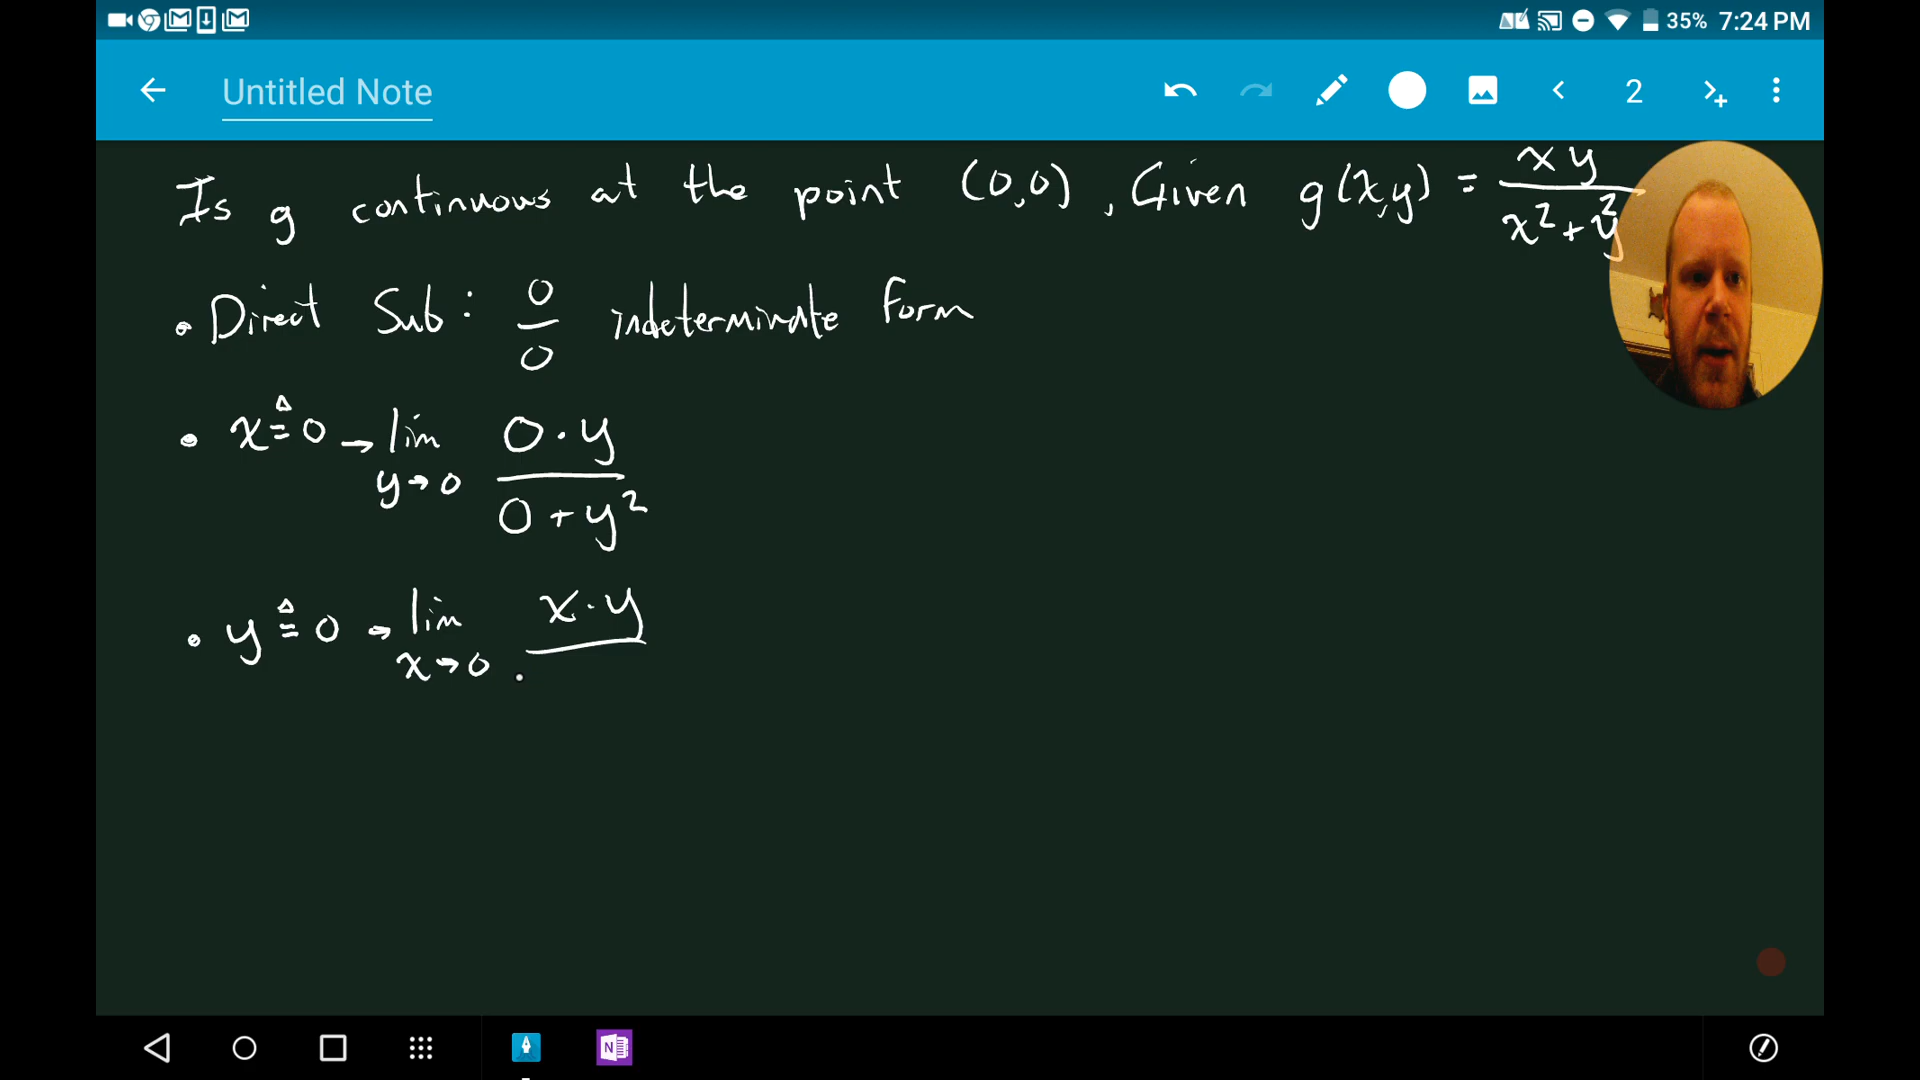 35% 7:24 PM
Untitled Note
2
Is g continuous at the point (0,0), Given g(x,y) = xy / x²+y²
• Direct Sub: 0/0 indeterminate form
• x ≜ 0 → lim y→0 0·y / 0+y²
• y ≜ 0 → lim x→0 x·y
N